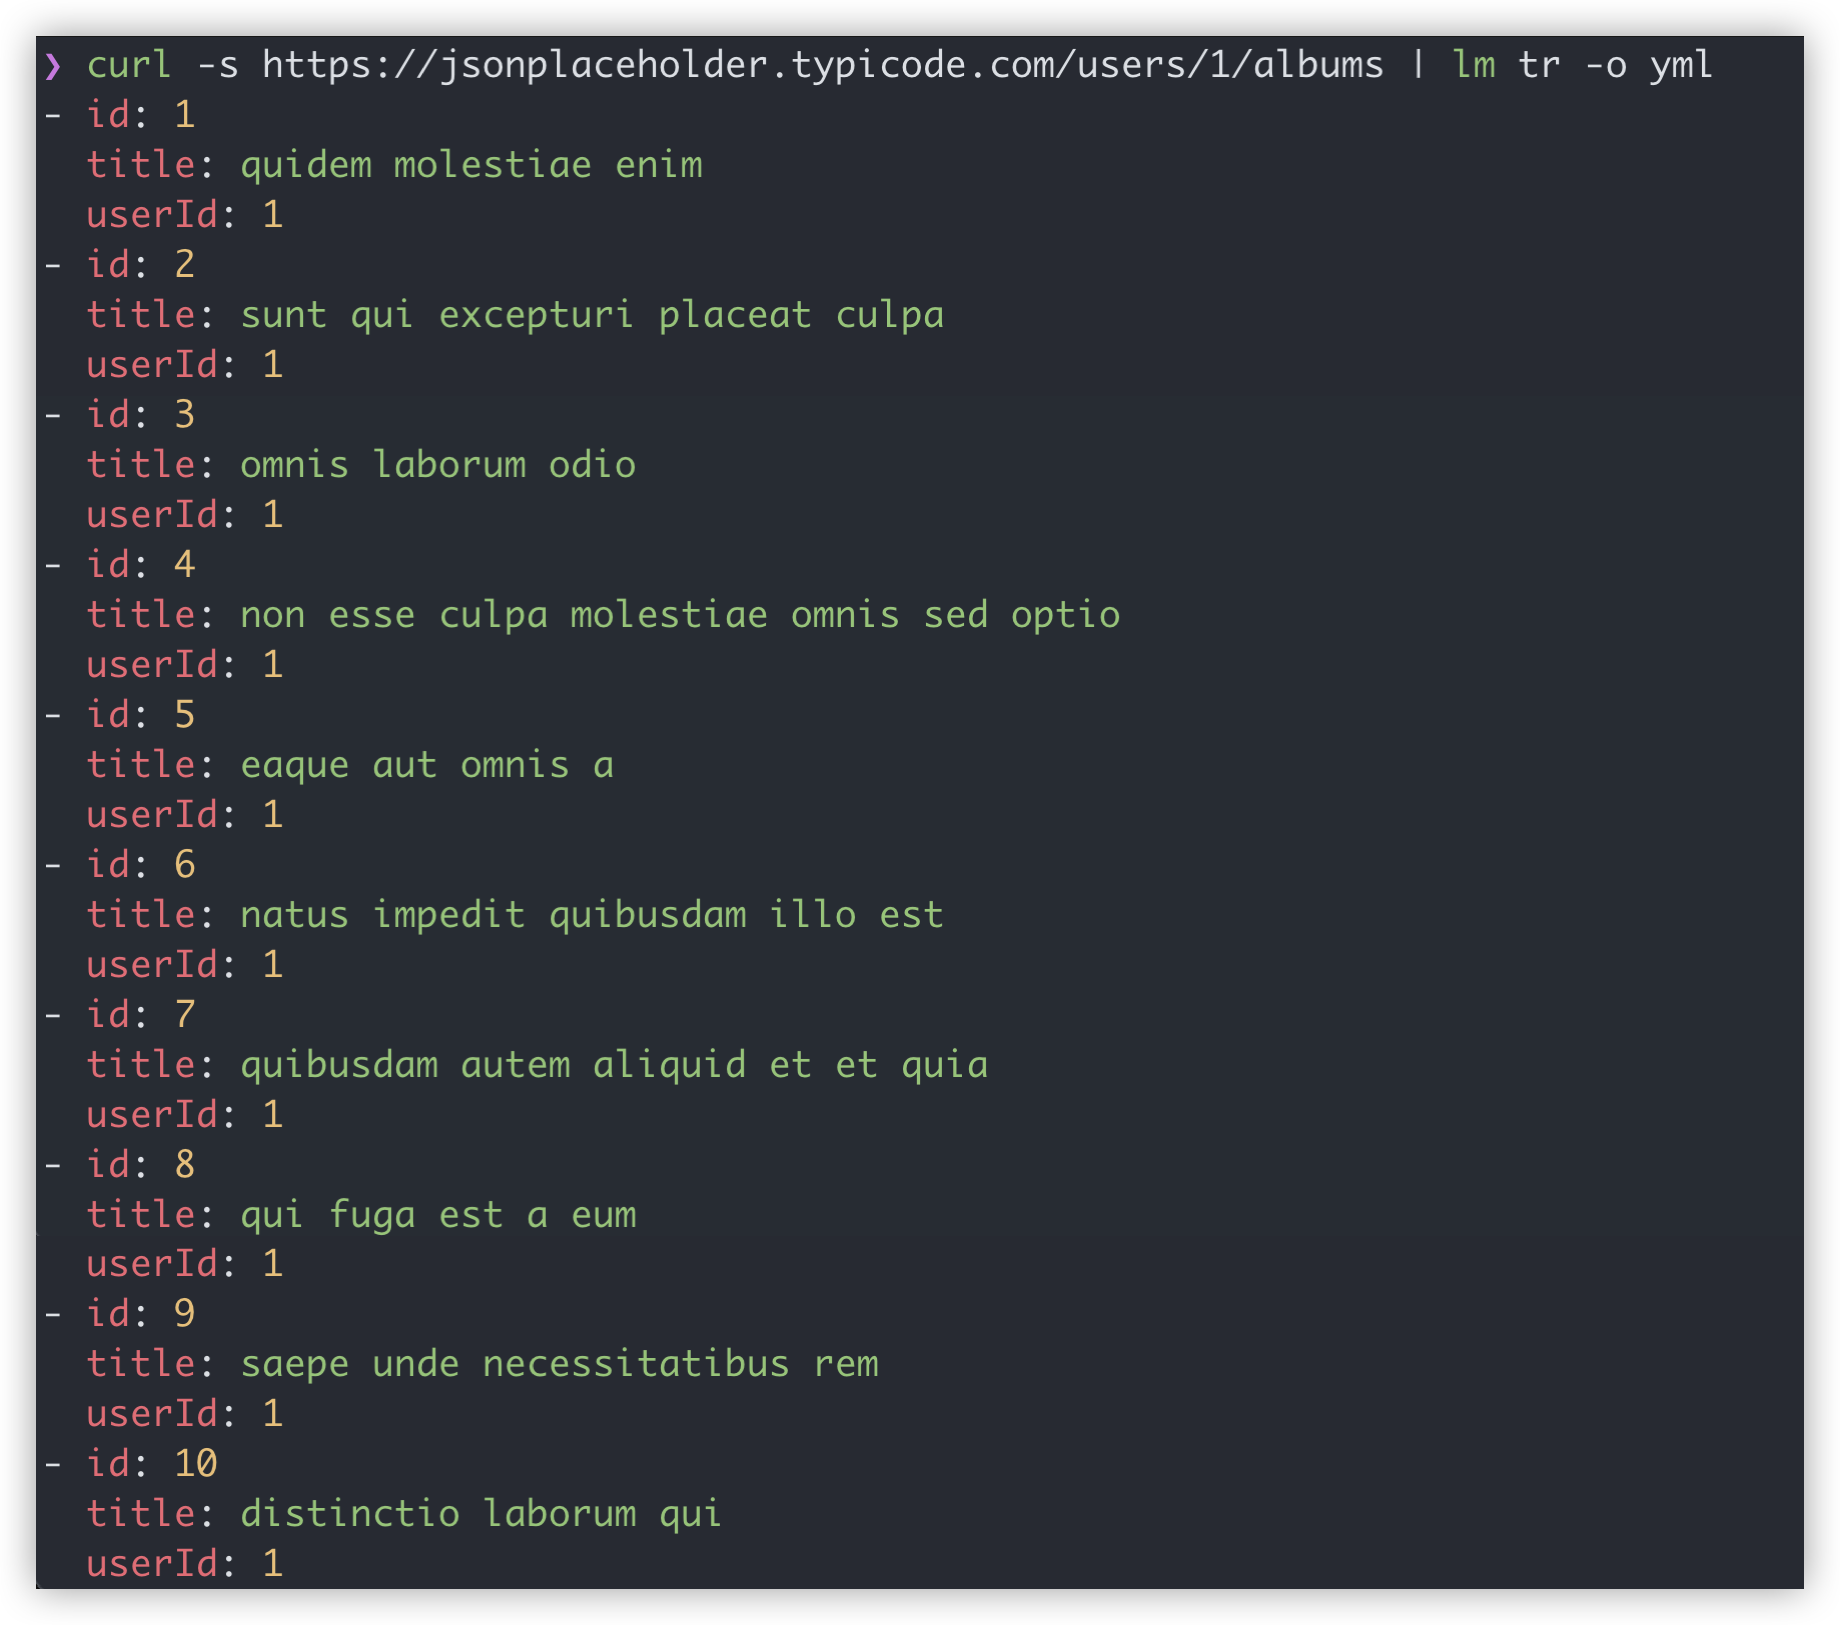 ❯ curl -s https://jsonplaceholder.typicode.com/users/1/albums | lm tr -o yml
- id: 1
  title: quidem molestiae enim
  userId: 1
- id: 2
  title: sunt qui excepturi placeat culpa
  userId: 1
- id: 3
  title: omnis laborum odio
  userId: 1
- id: 4
  title: non esse culpa molestiae omnis sed optio
  userId: 1
- id: 5
  title: eaque aut omnis a
  userId: 1
- id: 6
  title: natus impedit quibusdam illo est
  userId: 1
- id: 7
  title: quibusdam autem aliquid et et quia
  userId: 1
- id: 8
  title: qui fuga est a eum
  userId: 1
- id: 9
  title: saepe unde necessitatibus rem
  userId: 1
- id: 10
  title: distinctio laborum qui
  userId: 1